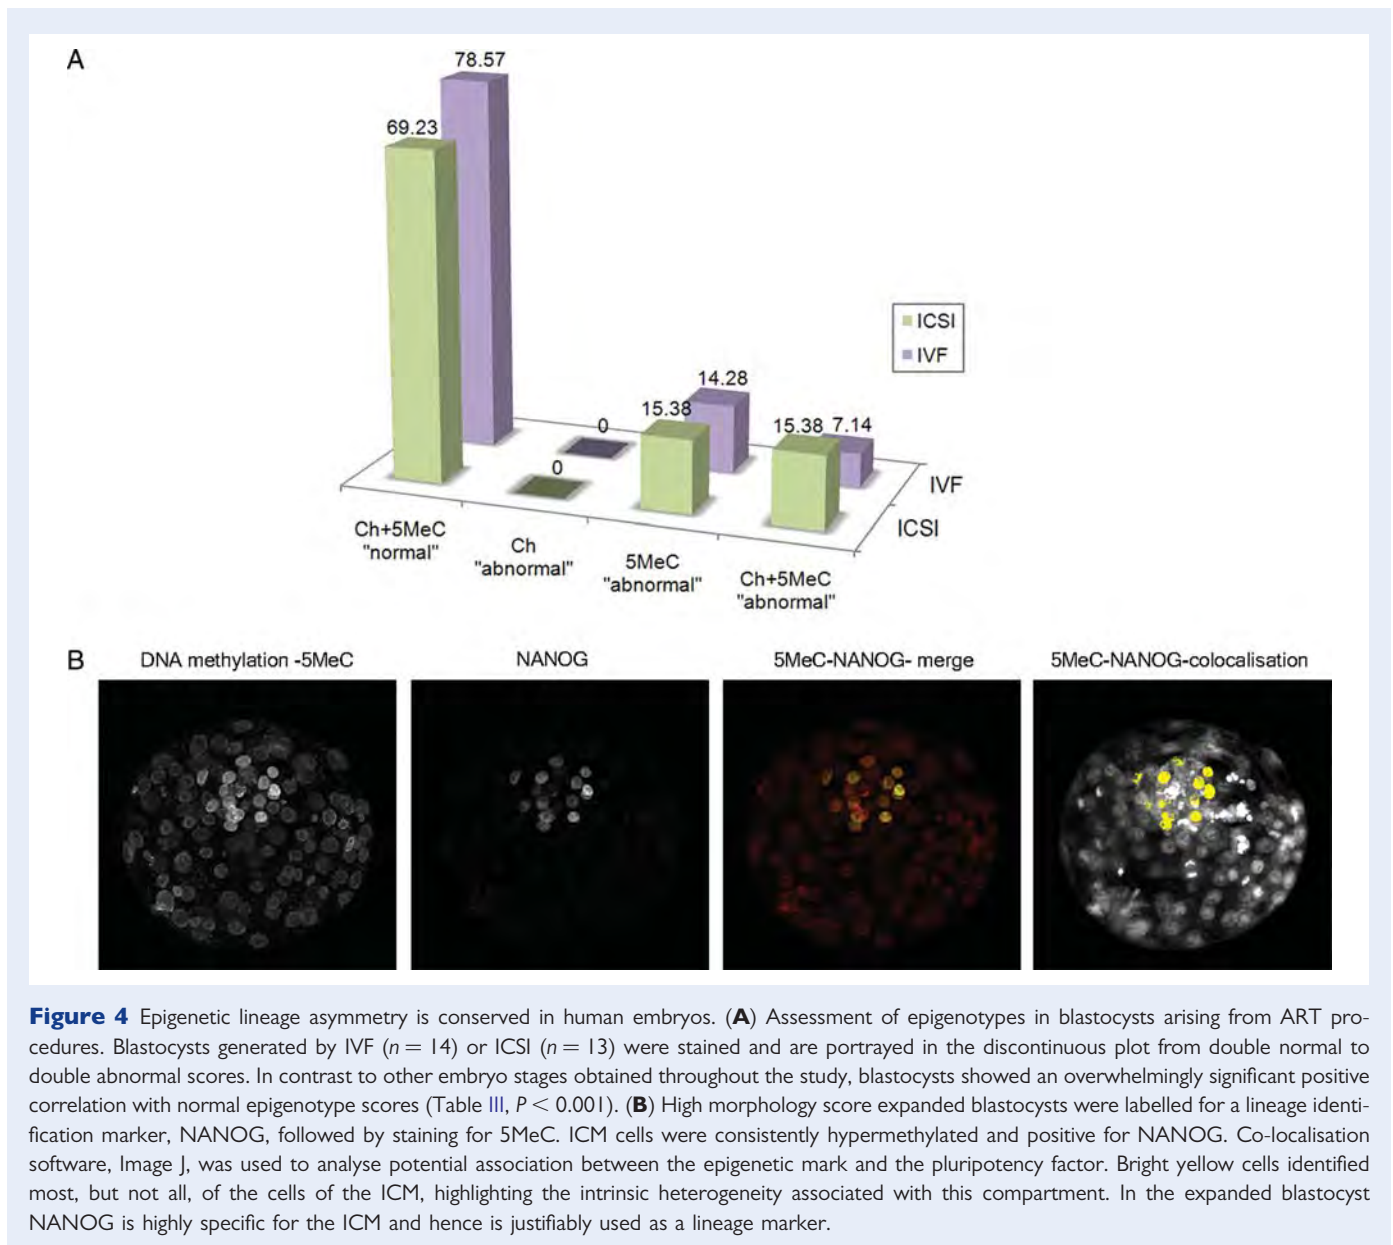 A
78.57
69.23
0
0
15.38
14.28
15.38
7.14
ICSI
IVF
IVF
ICSI
Ch+5MeC
"normal"
Ch
"abnormal"
5MeC
"abnormal"
Ch+5MeC
"abnormal"
B
DNA methylation -5MeC
NANOG
5MeC-NANOG- merge
5MeC-NANOG-colocalisation
Figure 4 Epigenetic lineage asymmetry is conserved in human embryos. (A) Assessment of epigenotypes in blastocysts arising from ART pro-
cedures. Blastocysts generated by IVF (n = 14) or ICSI (n = 13) were stained and are portrayed in the discontinuous plot from double normal to
double abnormal scores. In contrast to other embryo stages obtained throughout the study, blastocysts showed an overwhelmingly significant positive
correlation with normal epigenotype scores (Table III, P < 0.001). (B) High morphology score expanded blastocysts were labelled for a lineage identi-
fication marker, NANOG, followed by staining for 5MeC. ICM cells were consistently hypermethylated and positive for NANOG. Co-localisation
software, Image J, was used to analyse potential association between the epigenetic mark and the pluripotency factor. Bright yellow cells identified
most, but not all, of the cells of the ICM, highlighting the intrinsic heterogeneity associated with this compartment. In the expanded blastocyst
NANOG is highly specific for the ICM and hence is justifiably used as a lineage marker.